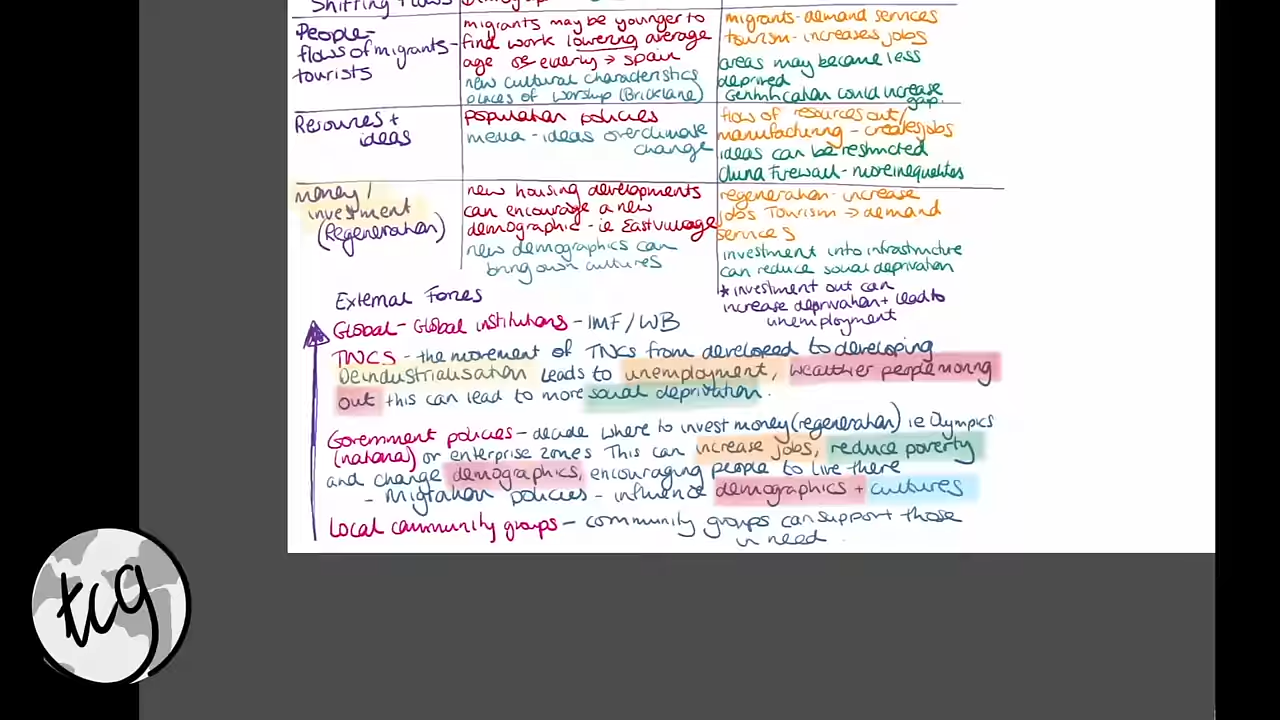 Shifting flows
People-
flows of migrants-
tourists
migrants may be younger to
find work lowering average
age or elderly → spain
new cultural characteristics
places of worship (Bricklane)
migrants-demand services
tourism-increases jobs
areas may become less
deprived
Gentrification could increase
gap.
Resources +
ideas
population policies
media - ideas over climate
change
flow of resources out/
manufacturing - creates jobs
ideas can be restricted
China Firewall - more inequalities
money /
investment
(Regeneration)
new housing developments
can encourage a new
demographic - ie East village
new demographics can
bring own cultures
regeneration- increase
jobs Tourism → demand
services
investment into infrastructure
can reduce social deprivation
* investment out can
increase deprivation + lead to
unemployment
External Forces
Global - Global institutions - IMF / WB
TNCS - the movement of TNCs from developed to developing
Deindustrialisation leads to unemployment, wealthier people moving
out this can lead to more social deprivation.
Government policies - decide where to invest money (regeneration) ie Olympics
(national) or enterprise zones This can increase jobs, reduce poverty
and change demographics, encouraging people to live there
- Migration policies - influence demographics + cultures
Local community groups - community groups can support those
in need.
tcg